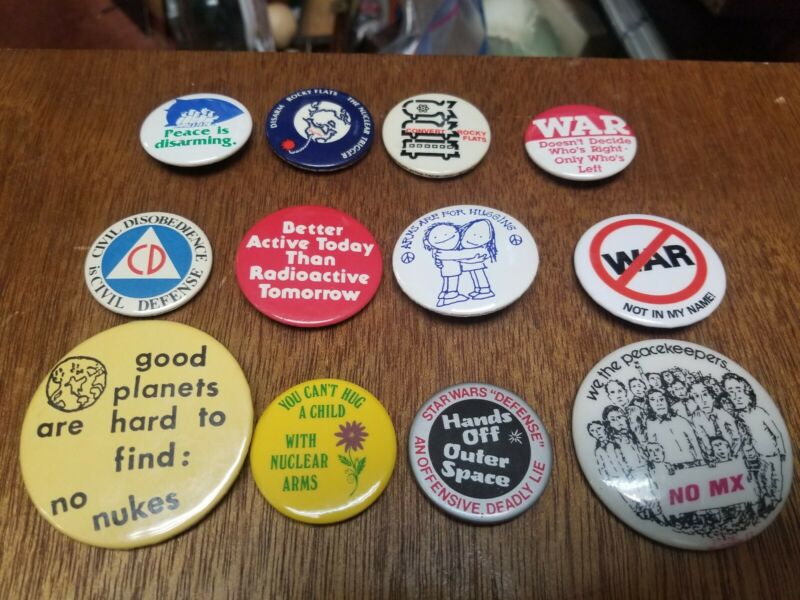 Peace is
disarming.
DISARM ROCKY FLATS THE NUCLEAR TRIGGER
CONVERT ROCKY
FLATS
WAR
Doesn't Decide
Who's Right-
Only Who's
Left
CIVIL DISOBEDIENCE
CD
is CIVIL DEFENSE
Better
Active Today
Than
Radioactive
Tomorrow
ARMS ARE FOR HUGGING
WAR
NOT IN MY NAME!
good
planets
are hard to
find:
no
nukes
YOU CAN'T HUG
A CHILD
WITH
NUCLEAR
ARMS
STAR WARS "DEFENSE"
Hands
Off
Outer
Space
AN OFFENSIVE, DEADLY LIE
we the peacekeepers...
NO MX